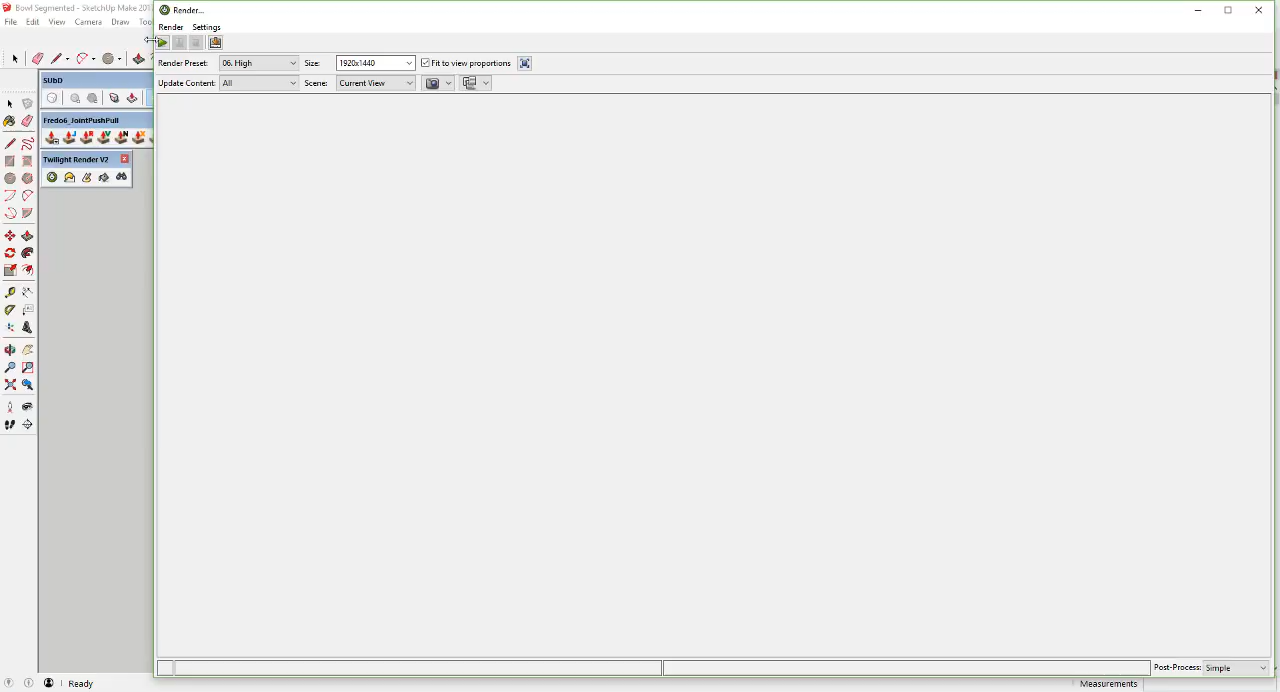 Bowl Segmented - SketchUp Make 2017
File Edit View Camera Draw
Render...
Render Settings
Render Preset: 06. High Size: 1920x1440 Fit to view proportions
Update Content: All Scene: Current View
SUbD
Fredo6_JointPushPull
Twilight Render V2
Post-Process: Simple
Ready
Measurements